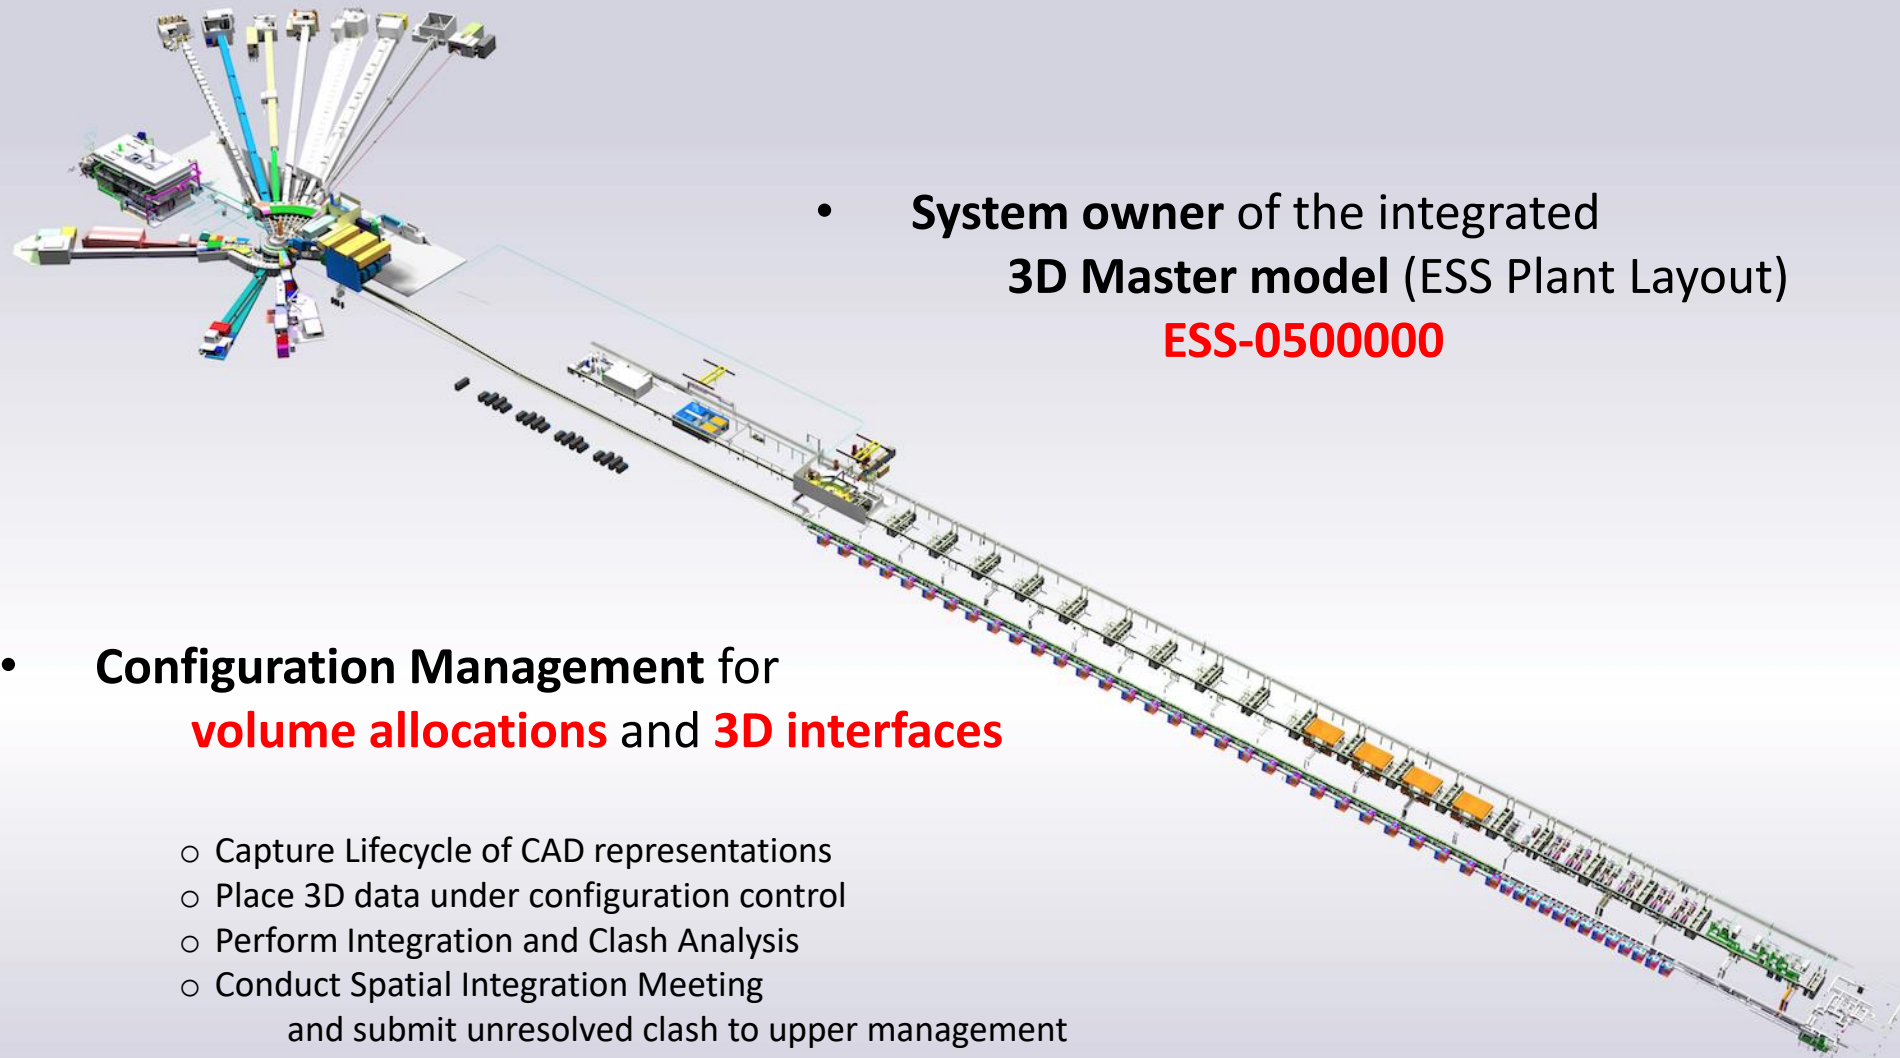 • System owner of the integrated
3D Master model (ESS Plant Layout)
ESS-0500000
• Configuration Management for
volume allocations and 3D interfaces
o Capture Lifecycle of CAD representations
o Place 3D data under configuration control
o Perform Integration and Clash Analysis
o Conduct Spatial Integration Meeting
and submit unresolved clash to upper management